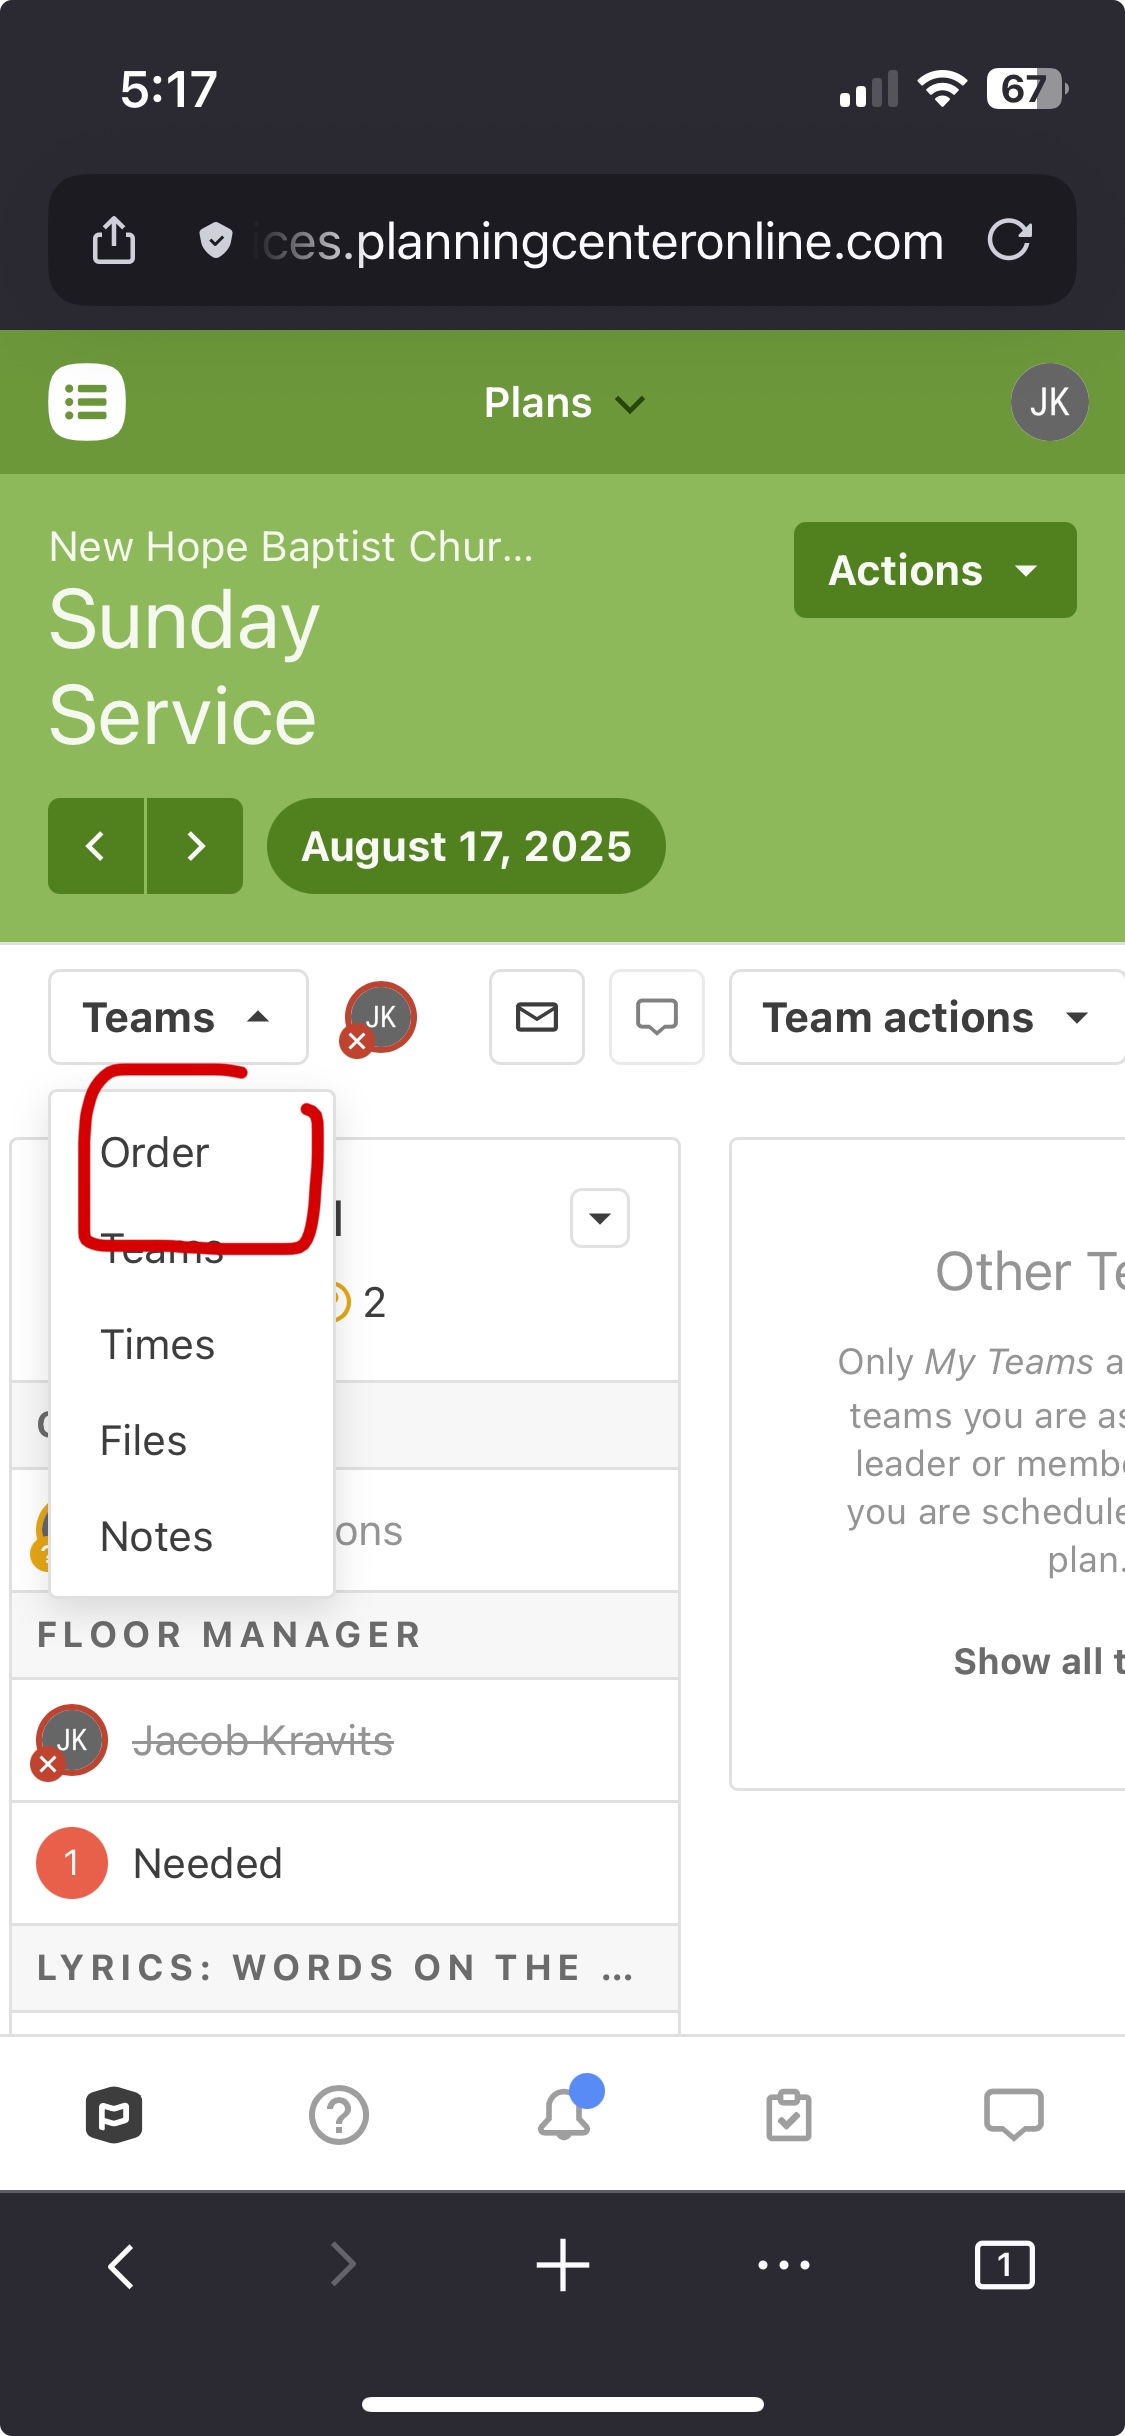 5:17
67
ices.planningcenteronline.com
Plans
JK
New Hope Baptist Chur...
Actions
Sunday
Service
August 17, 2025
Teams
JK
Team actions
Order
Teams
Times
Files
Notes
2
ons
Other Te
Only My Teams a
teams you are as
leader or membe
you are schedule
plan.
Show all t
FLOOR MANAGER
JK
Jacob Kravits
1
Needed
LYRICS: WORDS ON THE ...
1